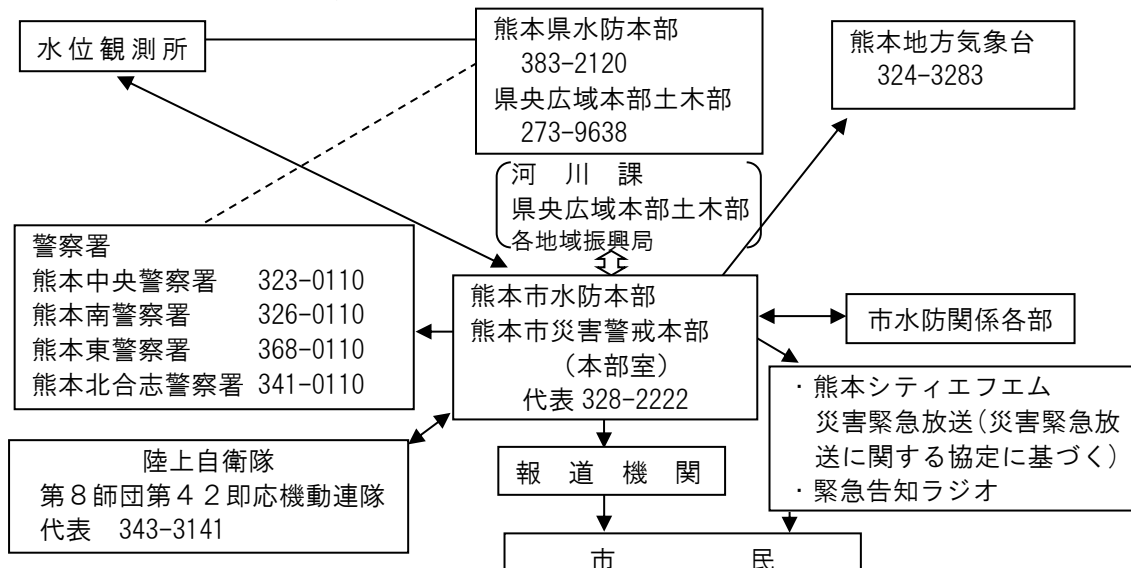 水位観測所
熊本県水防本部
383-2120
県央広域本部土木部
273-9638
熊本地方気象台
324-3283
河川課
県央広域本部土木部
各地域振興局
警察署
熊本中央警察署 323-0110
熊本南警察署 326-0110
熊本東警察署 368-0110
熊本北合志警察署 341-0110
熊本市水防本部
熊本市災害警戒本部
(本部室)
代表 328-2222
市水防関係各部
・熊本シティエフエム
災害緊急放送(災害緊急放
送に関する協定に基づく)
・緊急告知ラジオ
陸上自衛隊
第8師団第42即応機動連隊
代表 343-3141
報道機関
市民